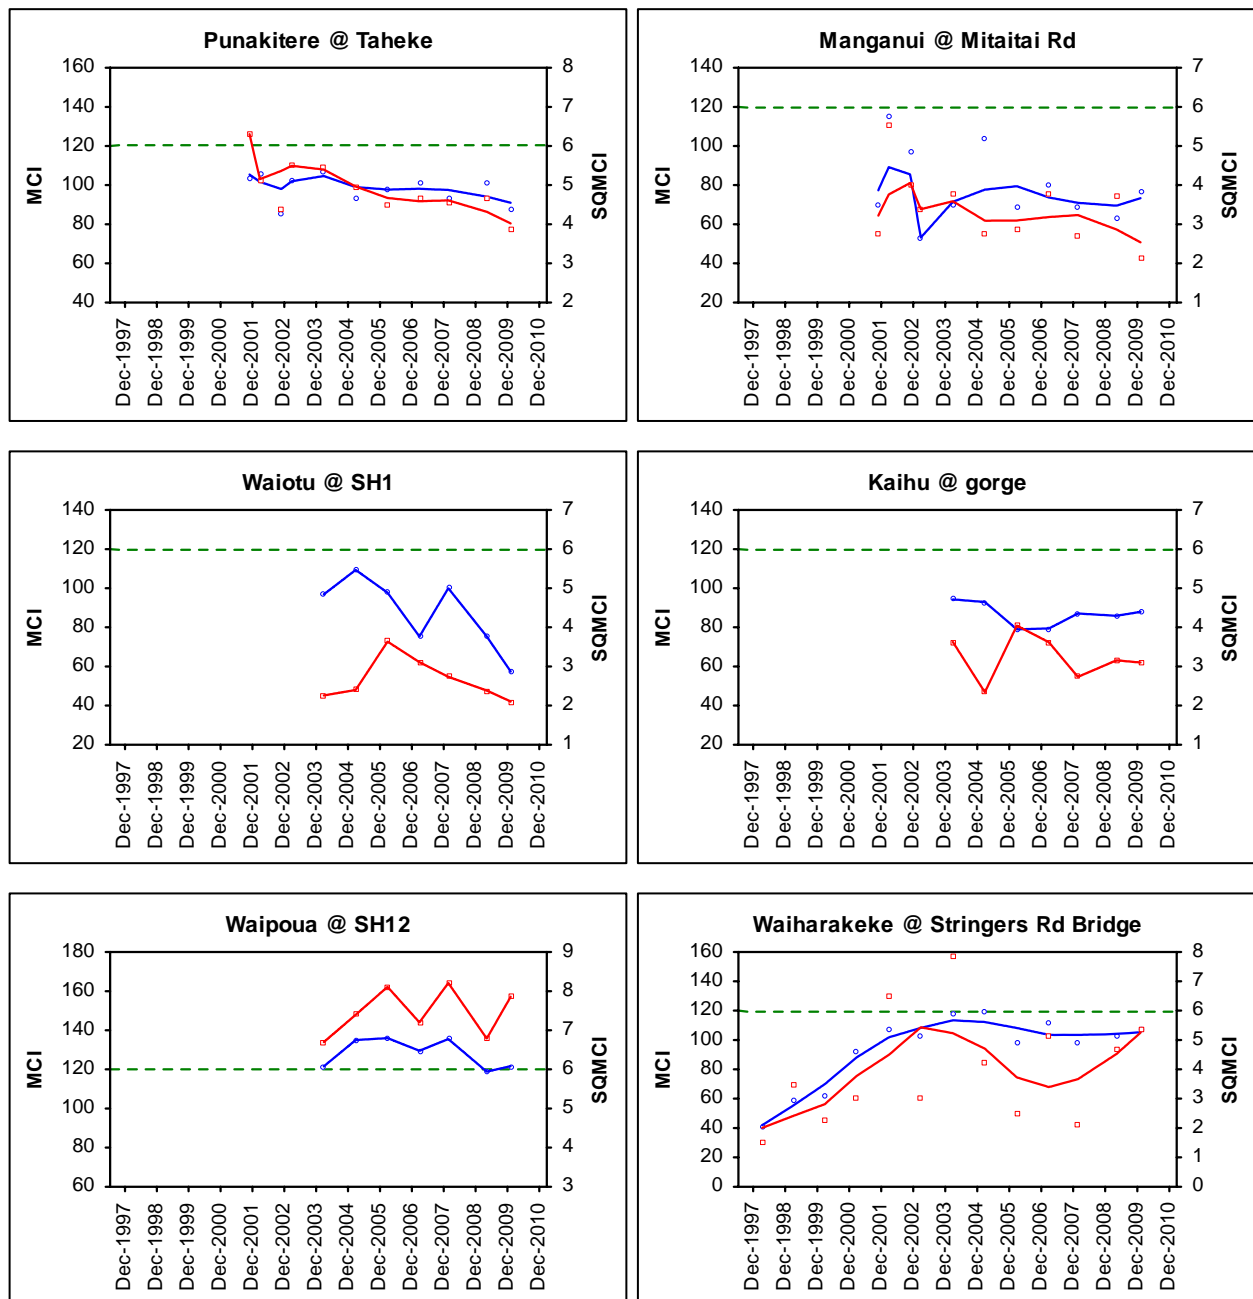 Punakitere @ Taheke
160
140
120
100
80
60
40
8
7
6
5
4
3
2
MCI
SQMCI
Dec-1997
Dec-1998
Dec-1999
Dec-2000
Dec-2001
Dec-2002
Dec-2003
Dec-2004
Dec-2005
Dec-2006
Dec-2007
Dec-2008
Dec-2009
Dec-2010
Manganui @ Mitaitai Rd
140
120
100
80
60
40
20
7
6
5
4
3
2
1
MCI
SQMCI
Dec-1997
Dec-1998
Dec-1999
Dec-2000
Dec-2001
Dec-2002
Dec-2003
Dec-2004
Dec-2005
Dec-2006
Dec-2007
Dec-2008
Dec-2009
Dec-2010
Waiotu @ SH1
140
120
100
80
60
40
20
7
6
5
4
3
2
1
MCI
SQMCI
Dec-1997
Dec-1998
Dec-1999
Dec-2000
Dec-2001
Dec-2002
Dec-2003
Dec-2004
Dec-2005
Dec-2006
Dec-2007
Dec-2008
Dec-2009
Dec-2010
Kaihu @ gorge
140
120
100
80
60
40
20
7
6
5
4
3
2
1
MCI
SQMCI
Dec-1997
Dec-1998
Dec-1999
Dec-2000
Dec-2001
Dec-2002
Dec-2003
Dec-2004
Dec-2005
Dec-2006
Dec-2007
Dec-2008
Dec-2009
Dec-2010
Waipoua @ SH12
180
160
140
120
100
80
60
9
8
7
6
5
4
3
MCI
SQMCI
Dec-1997
Dec-1998
Dec-1999
Dec-2000
Dec-2001
Dec-2002
Dec-2003
Dec-2004
Dec-2005
Dec-2006
Dec-2007
Dec-2008
Dec-2009
Dec-2010
Waiharakeke @ Stringers Rd Bridge
160
140
120
100
80
60
40
20
0
8
7
6
5
4
3
2
1
0
MCI
SQMCI
Dec-1997
Dec-1998
Dec-1999
Dec-2000
Dec-2001
Dec-2002
Dec-2003
Dec-2004
Dec-2005
Dec-2006
Dec-2007
Dec-2008
Dec-2009
Dec-2010